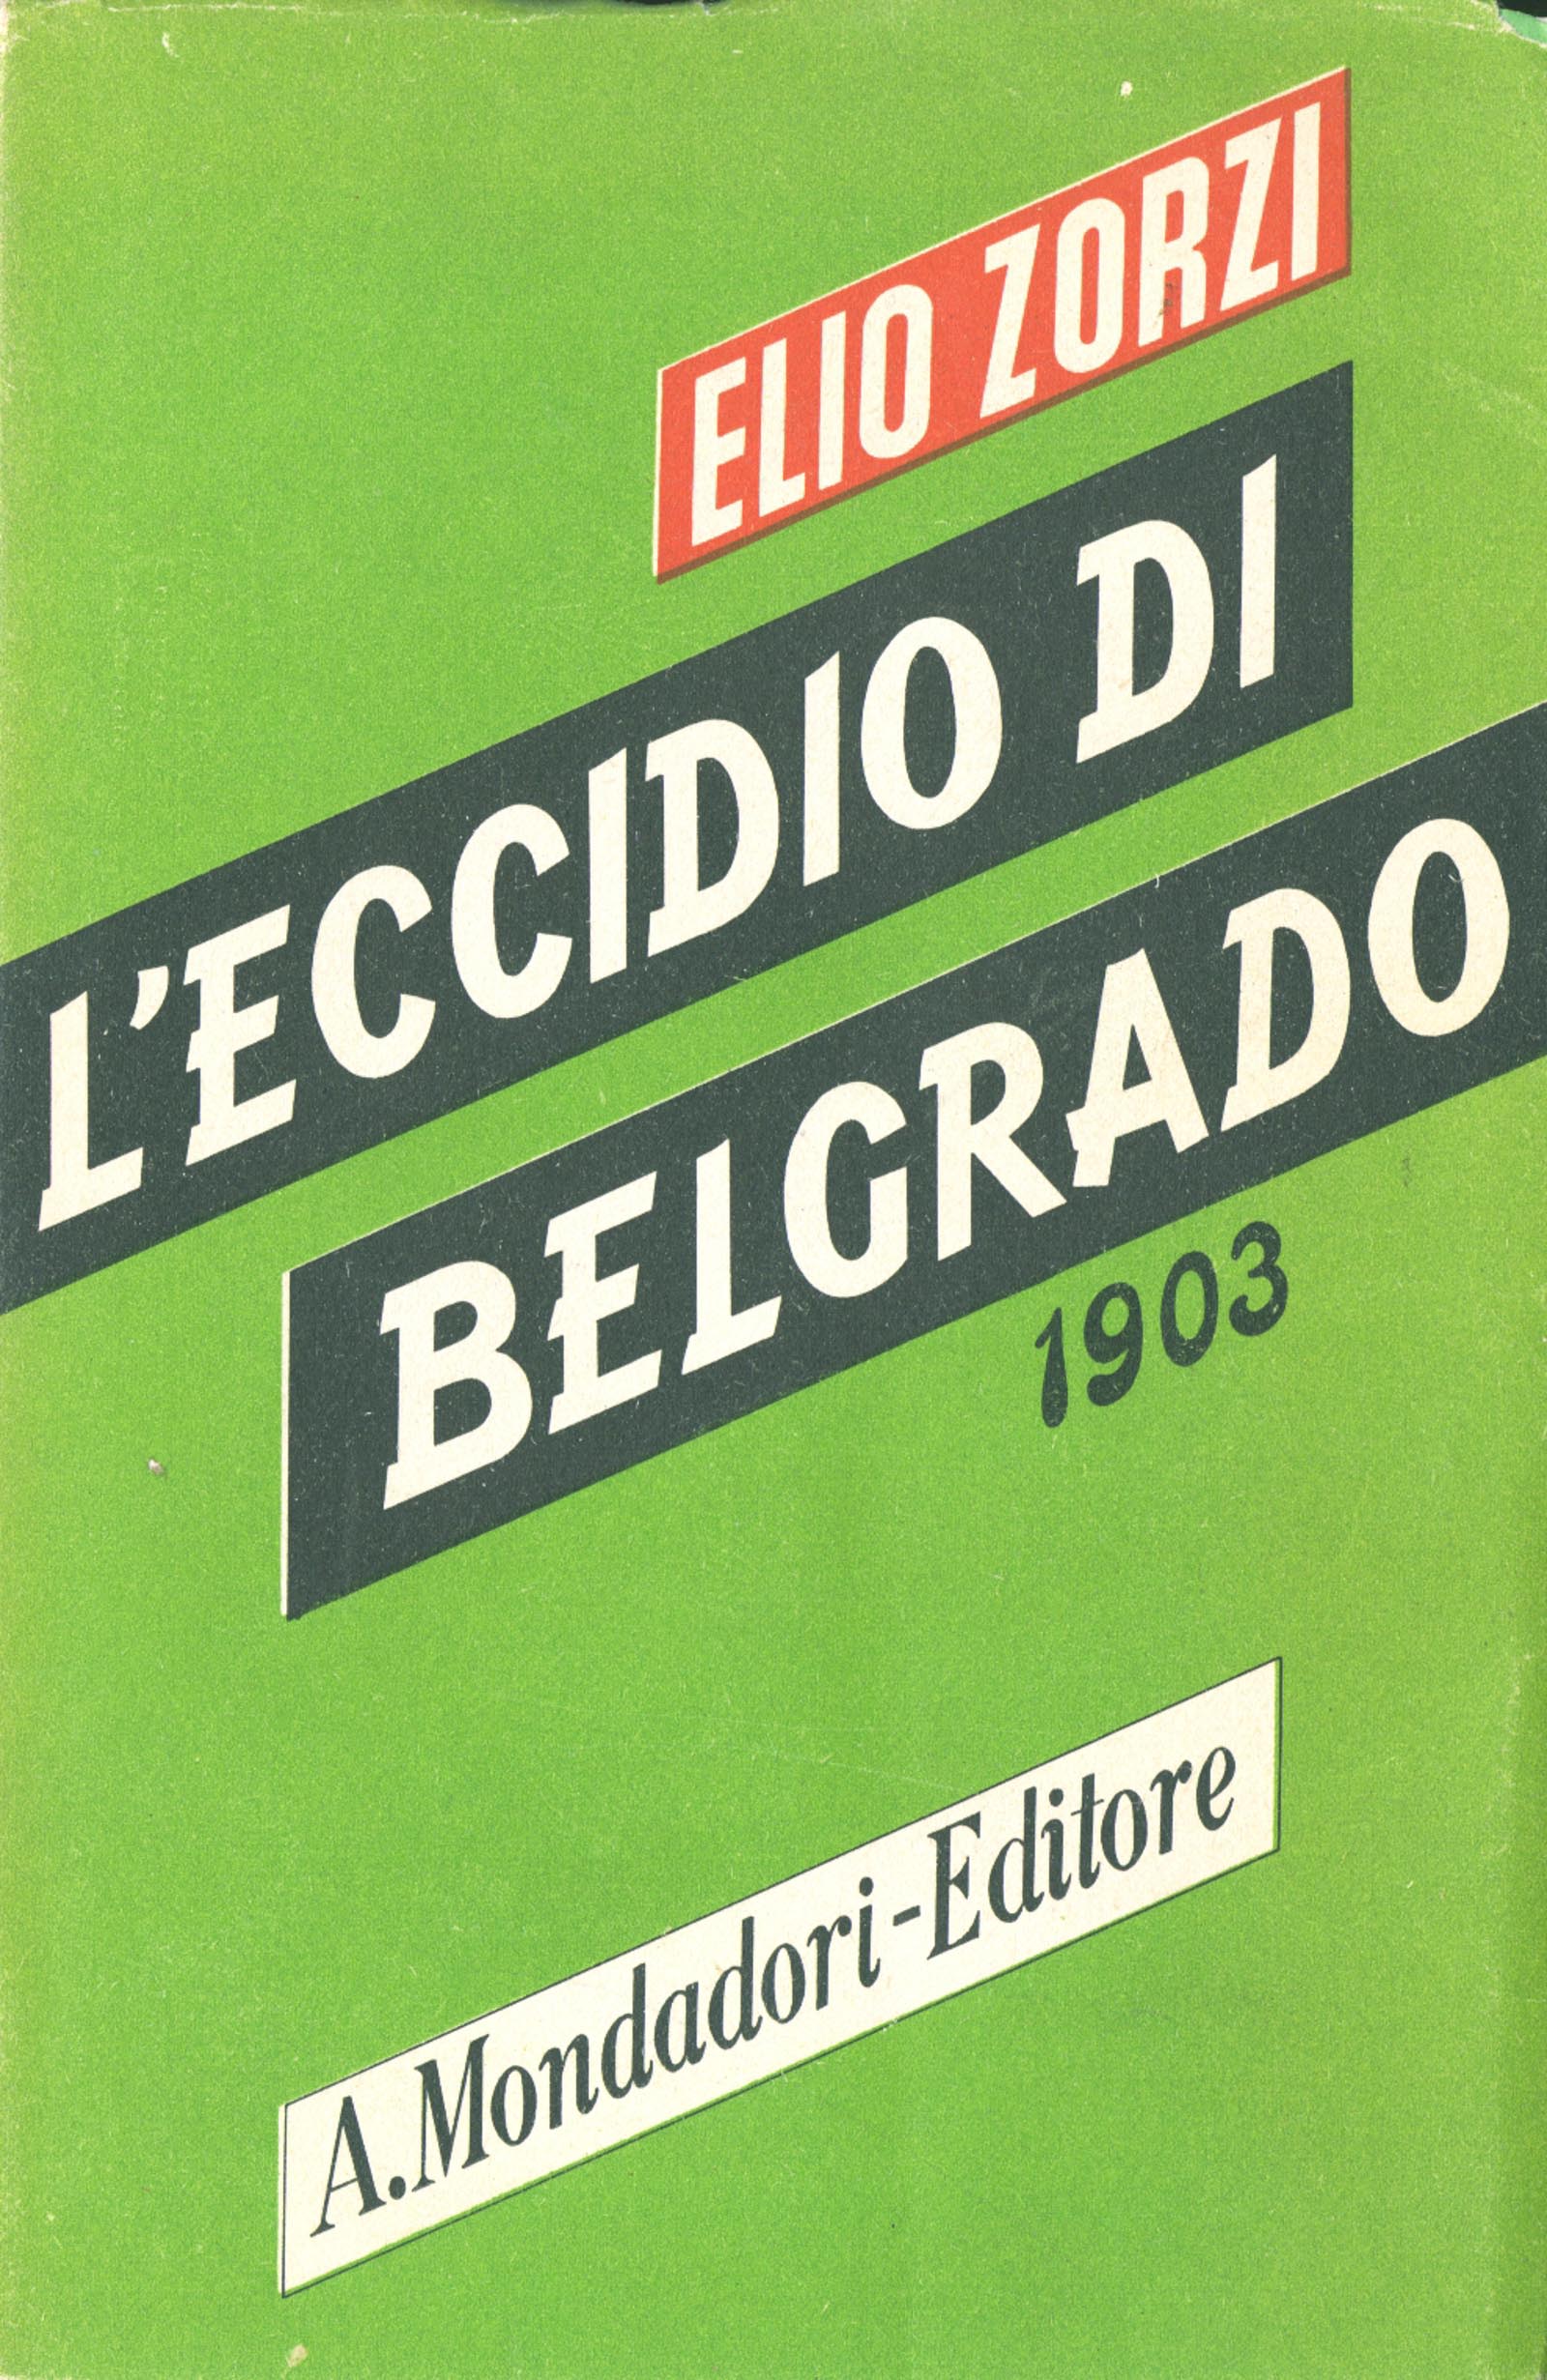 ELIO ZORZI
L'ECCIDIO DI
BELGRADO
1903
A. Mondadori-Editore